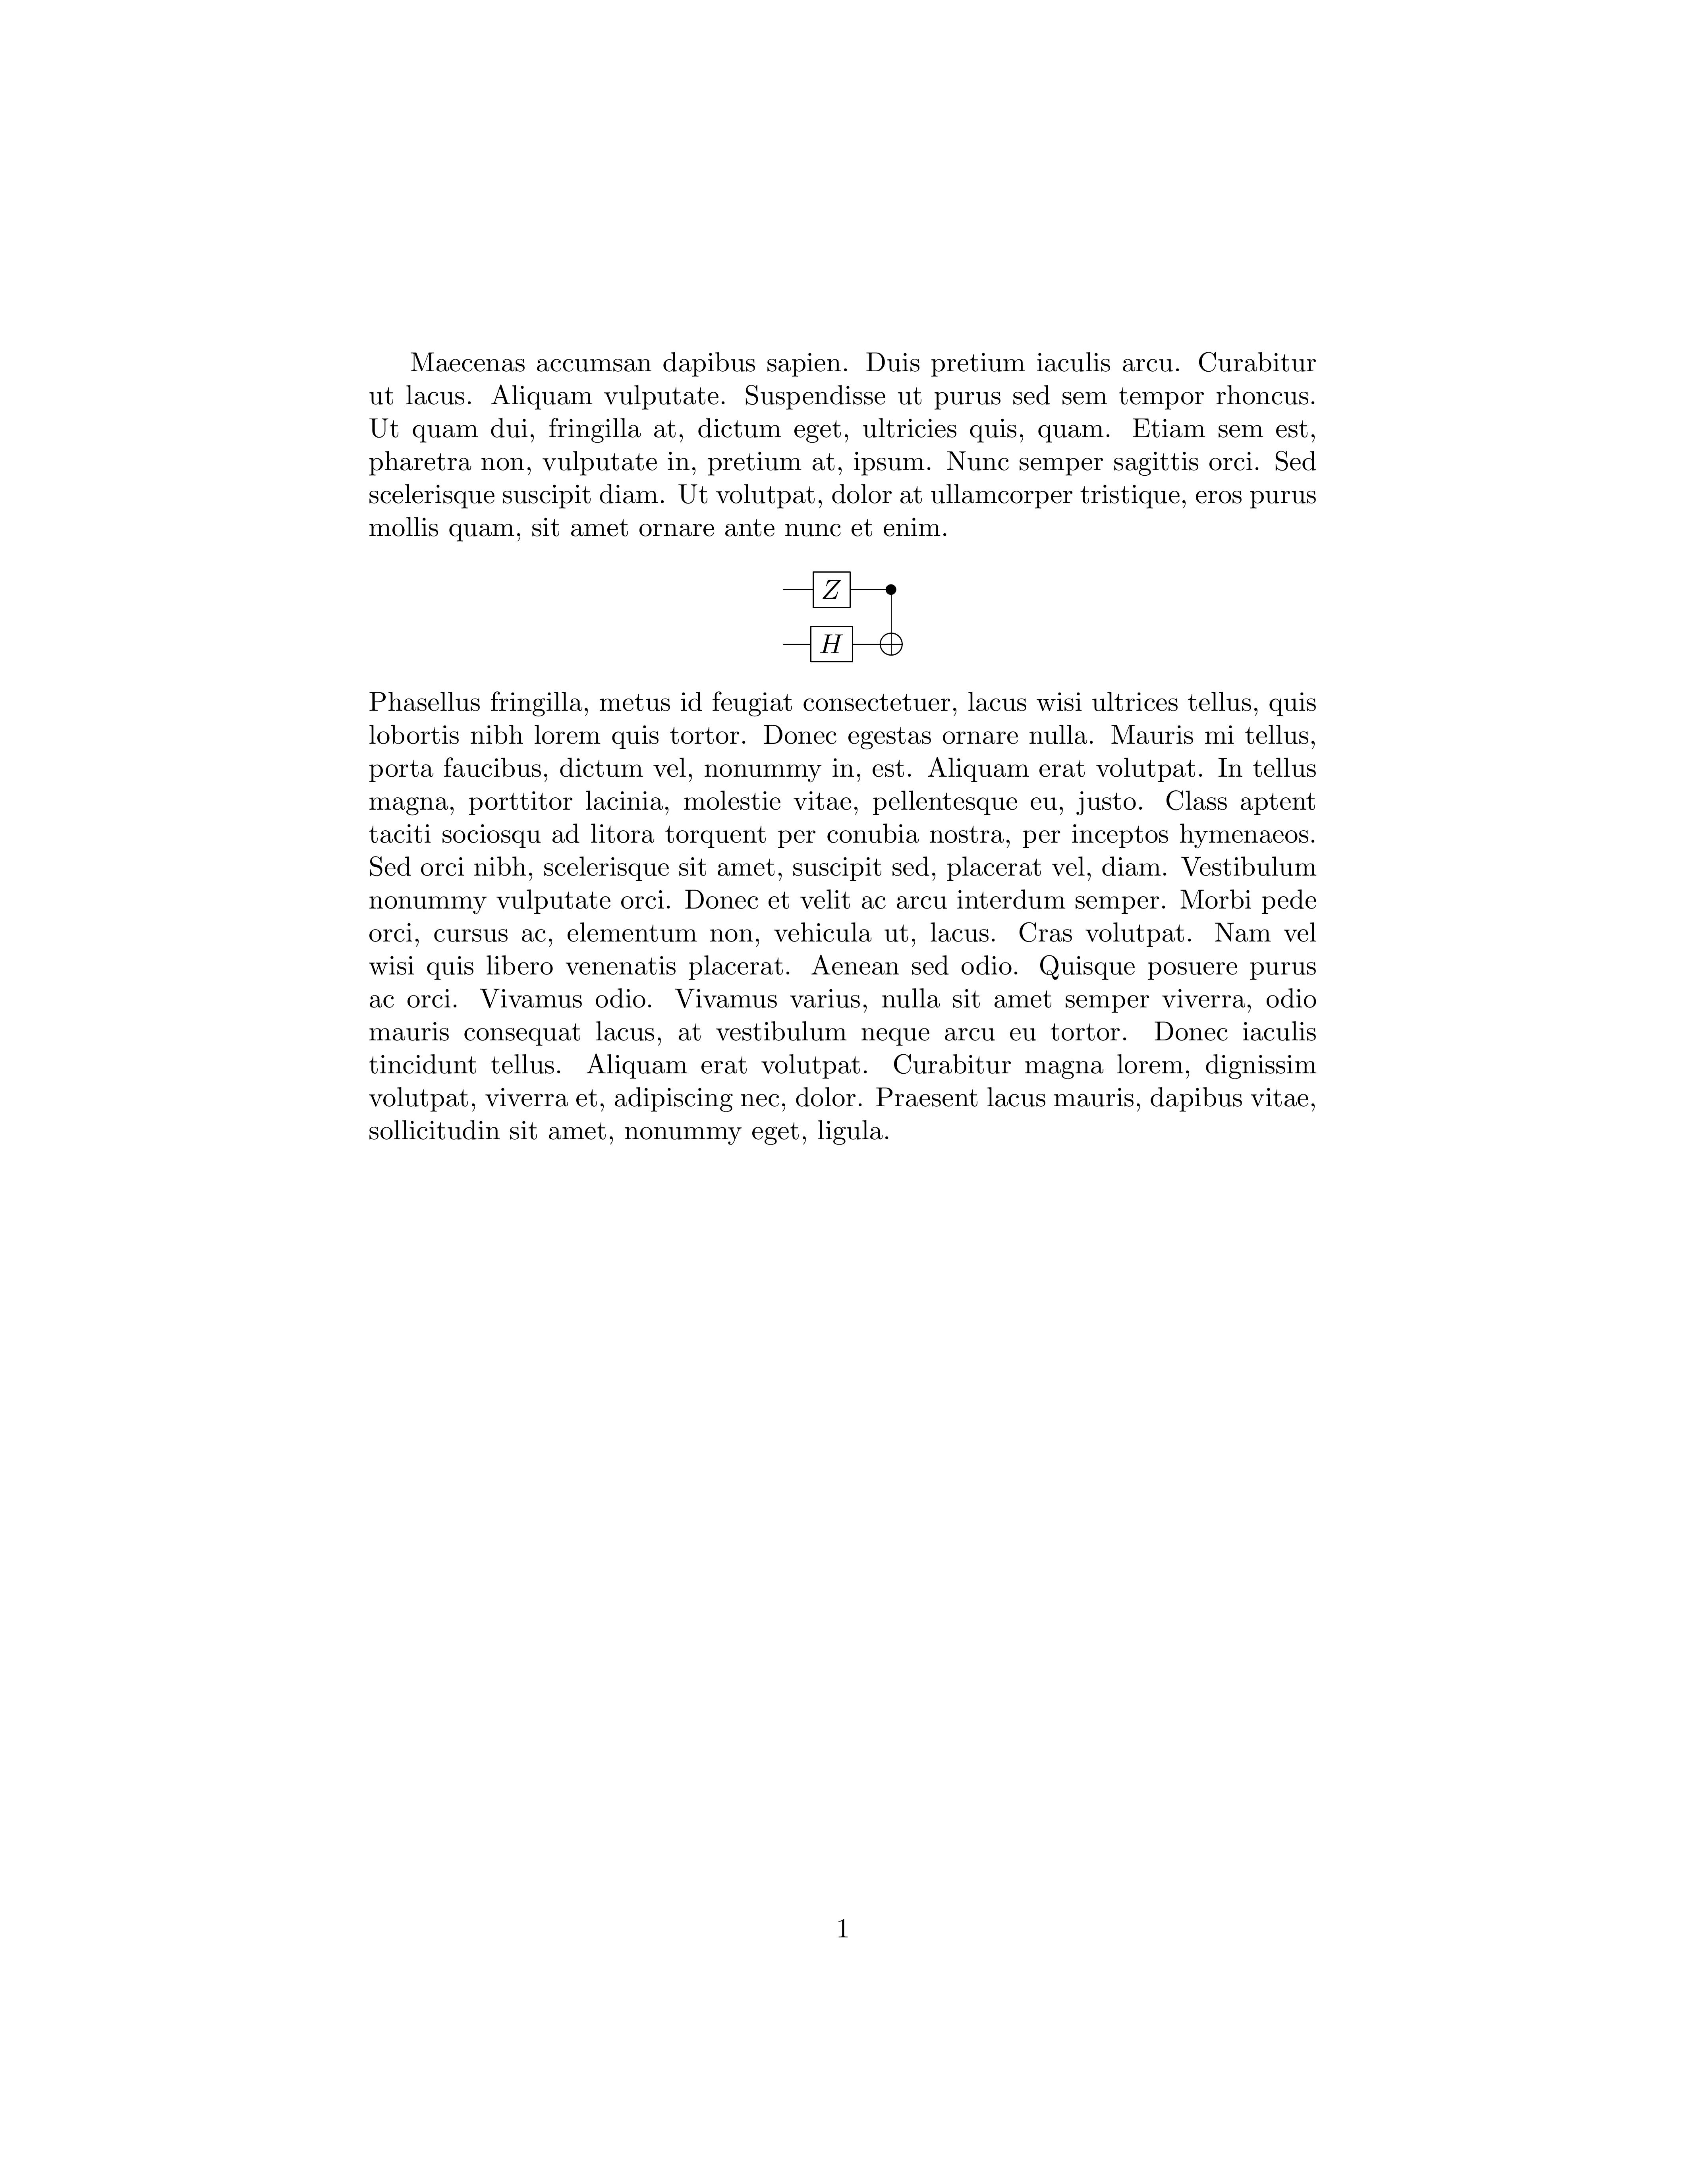 Maecenas accumsan dapibus sapien. Duis pretium iaculis arcu. Curabitur
ut lacus. Aliquam vulputate. Suspendisse ut purus sed sem tempor rhoncus.
Ut quam dui, fringilla at, dictum eget, ultricies quis, quam. Etiam sem est,
pharetra non, vulputate in, pretium at, ipsum. Nunc semper sagittis orci. Sed
scelerisque suscipit diam. Ut volutpat, dolor at ullamcorper tristique, eros purus
mollis quam, sit amet ornare ante nunc et enim.
Z
H
Phasellus fringilla, metus id feugiat consectetuer, lacus wisi ultrices tellus, quis
lobortis nibh lorem quis tortor. Donec egestas ornare nulla. Mauris mi tellus,
porta faucibus, dictum vel, nonummy in, est. Aliquam erat volutpat. In tellus
magna, porttitor lacinia, molestie vitae, pellentesque eu, justo. Class aptent
taciti sociosqu ad litora torquent per conubia nostra, per inceptos hymenaeos.
Sed orci nibh, scelerisque sit amet, suscipit sed, placerat vel, diam. Vestibulum
nonummy vulputate orci. Donec et velit ac arcu interdum semper. Morbi pede
orci, cursus ac, elementum non, vehicula ut, lacus. Cras volutpat. Nam vel
wisi quis libero venenatis placerat. Aenean sed odio. Quisque posuere purus
ac orci. Vivamus odio. Vivamus varius, nulla sit amet semper viverra, odio
mauris consequat lacus, at vestibulum neque arcu eu tortor. Donec iaculis
tincidunt tellus. Aliquam erat volutpat. Curabitur magna lorem, dignissim
volutpat, viverra et, adipiscing nec, dolor. Praesent lacus mauris, dapibus vitae,
sollicitudin sit amet, nonummy eget, ligula.
1